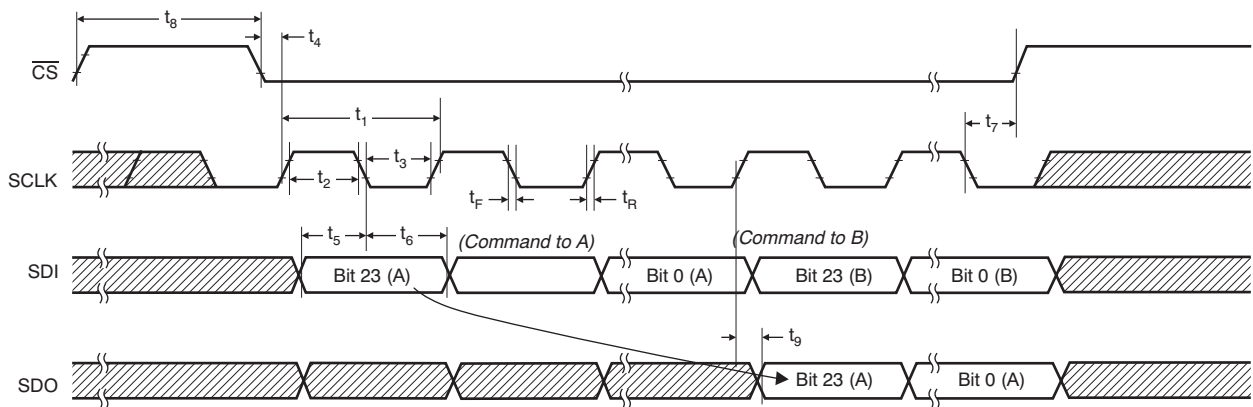 t8
t4
CS
t1
t7
t3
SCLK
t2
tF
tR
t5
t6
(Command to A)
(Command to B)
SDI
Bit 23 (A)
Bit 0 (A)
Bit 23 (B)
Bit 0 (B)
t9
SDO
Bit 23 (A)
Bit 0 (A)